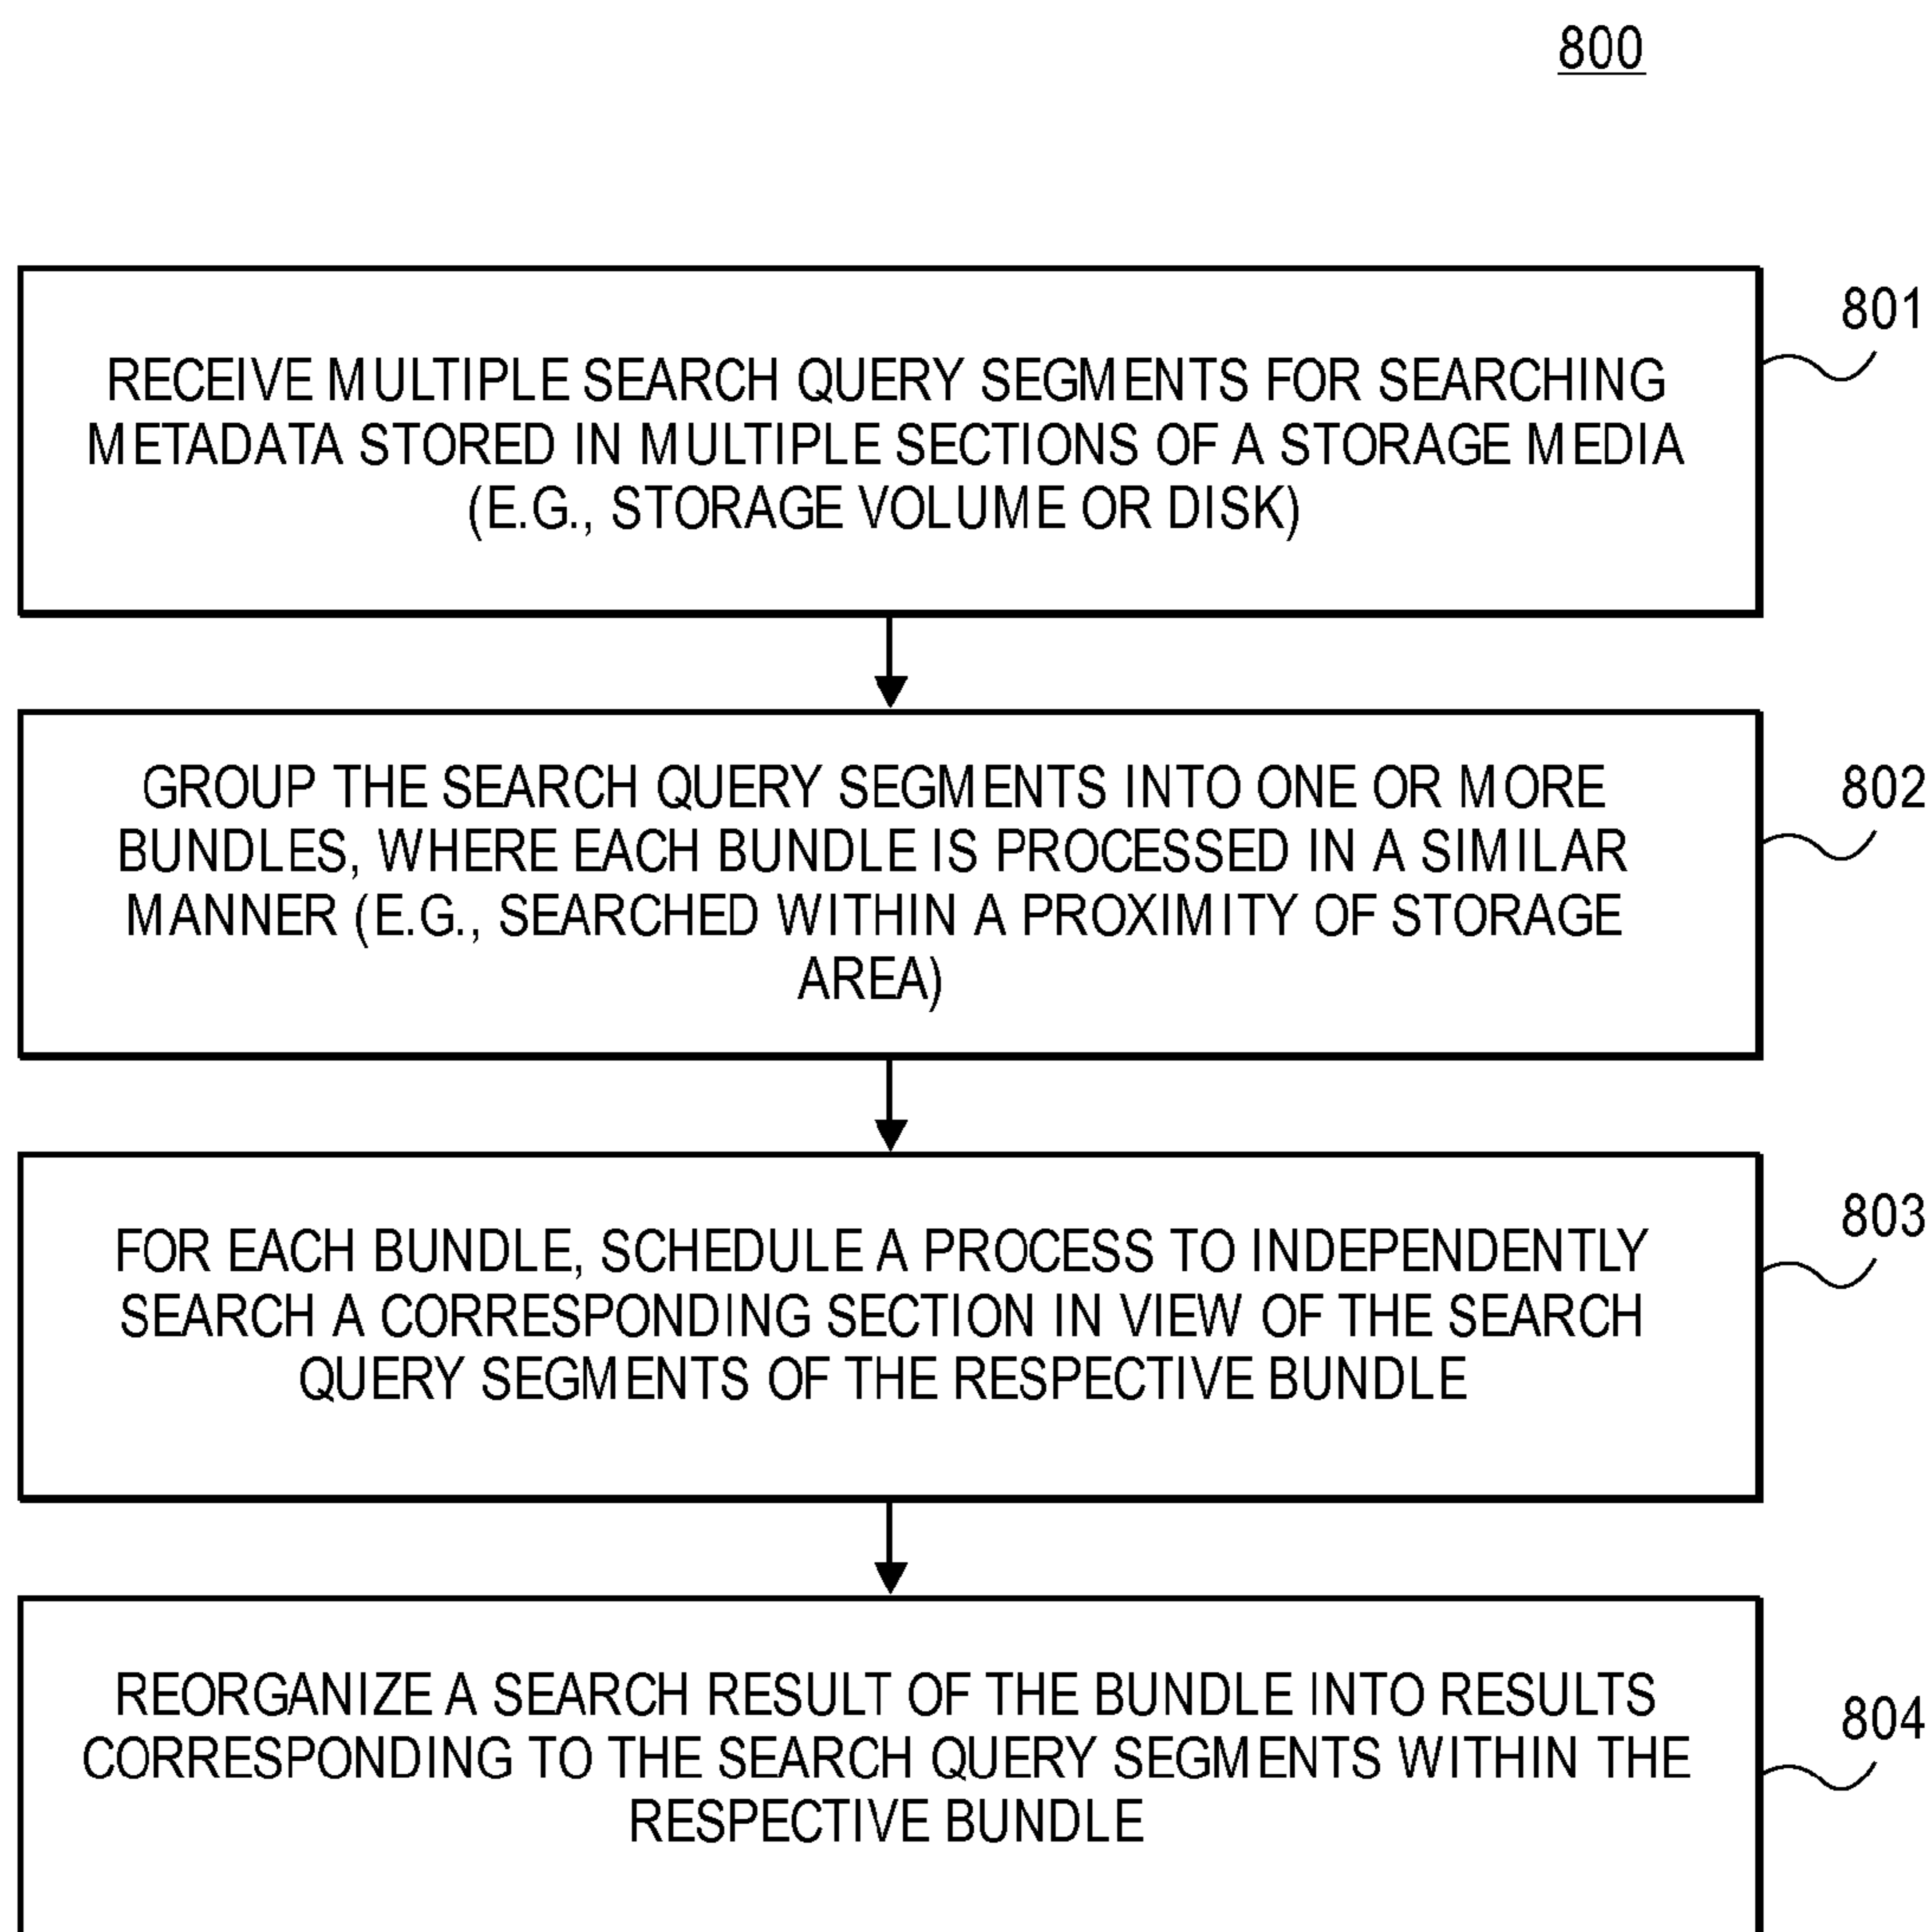 800
801
RECEIVE MULTIPLE SEARCH QUERY SEGMENTS FOR SEARCHING
METADATA STORED IN MULTIPLE SECTIONS OF A STORAGE MEDIA
(E.G., STORAGE VOLUME OR DISK)
802
GROUP THE SEARCH QUERY SEGMENTS INTO ONE OR MORE
BUNDLES, WHERE EACH BUNDLE IS PROCESSED IN A SIMILAR
MANNER (E.G., SEARCHED WITHIN A PROXIMITY OF STORAGE
AREA)
803
FOR EACH BUNDLE, SCHEDULE A PROCESS TO INDEPENDENTLY
SEARCH A CORRESPONDING SECTION IN VIEW OF THE SEARCH
QUERY SEGMENTS OF THE RESPECTIVE BUNDLE
804
REORGANIZE A SEARCH RESULT OF THE BUNDLE INTO RESULTS
CORRESPONDING TO THE SEARCH QUERY SEGMENTS WITHIN THE
RESPECTIVE BUNDLE